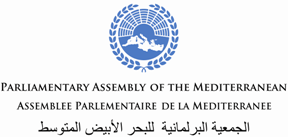 PARLIAMENTARY ASSEMBLY OF THE MEDITERRANEAN
ASSEMBLEE PARLEMENTAIRE DE LA MEDITERRANEE
الجمعية البرلمانية للبحر الأبيض المتوسط